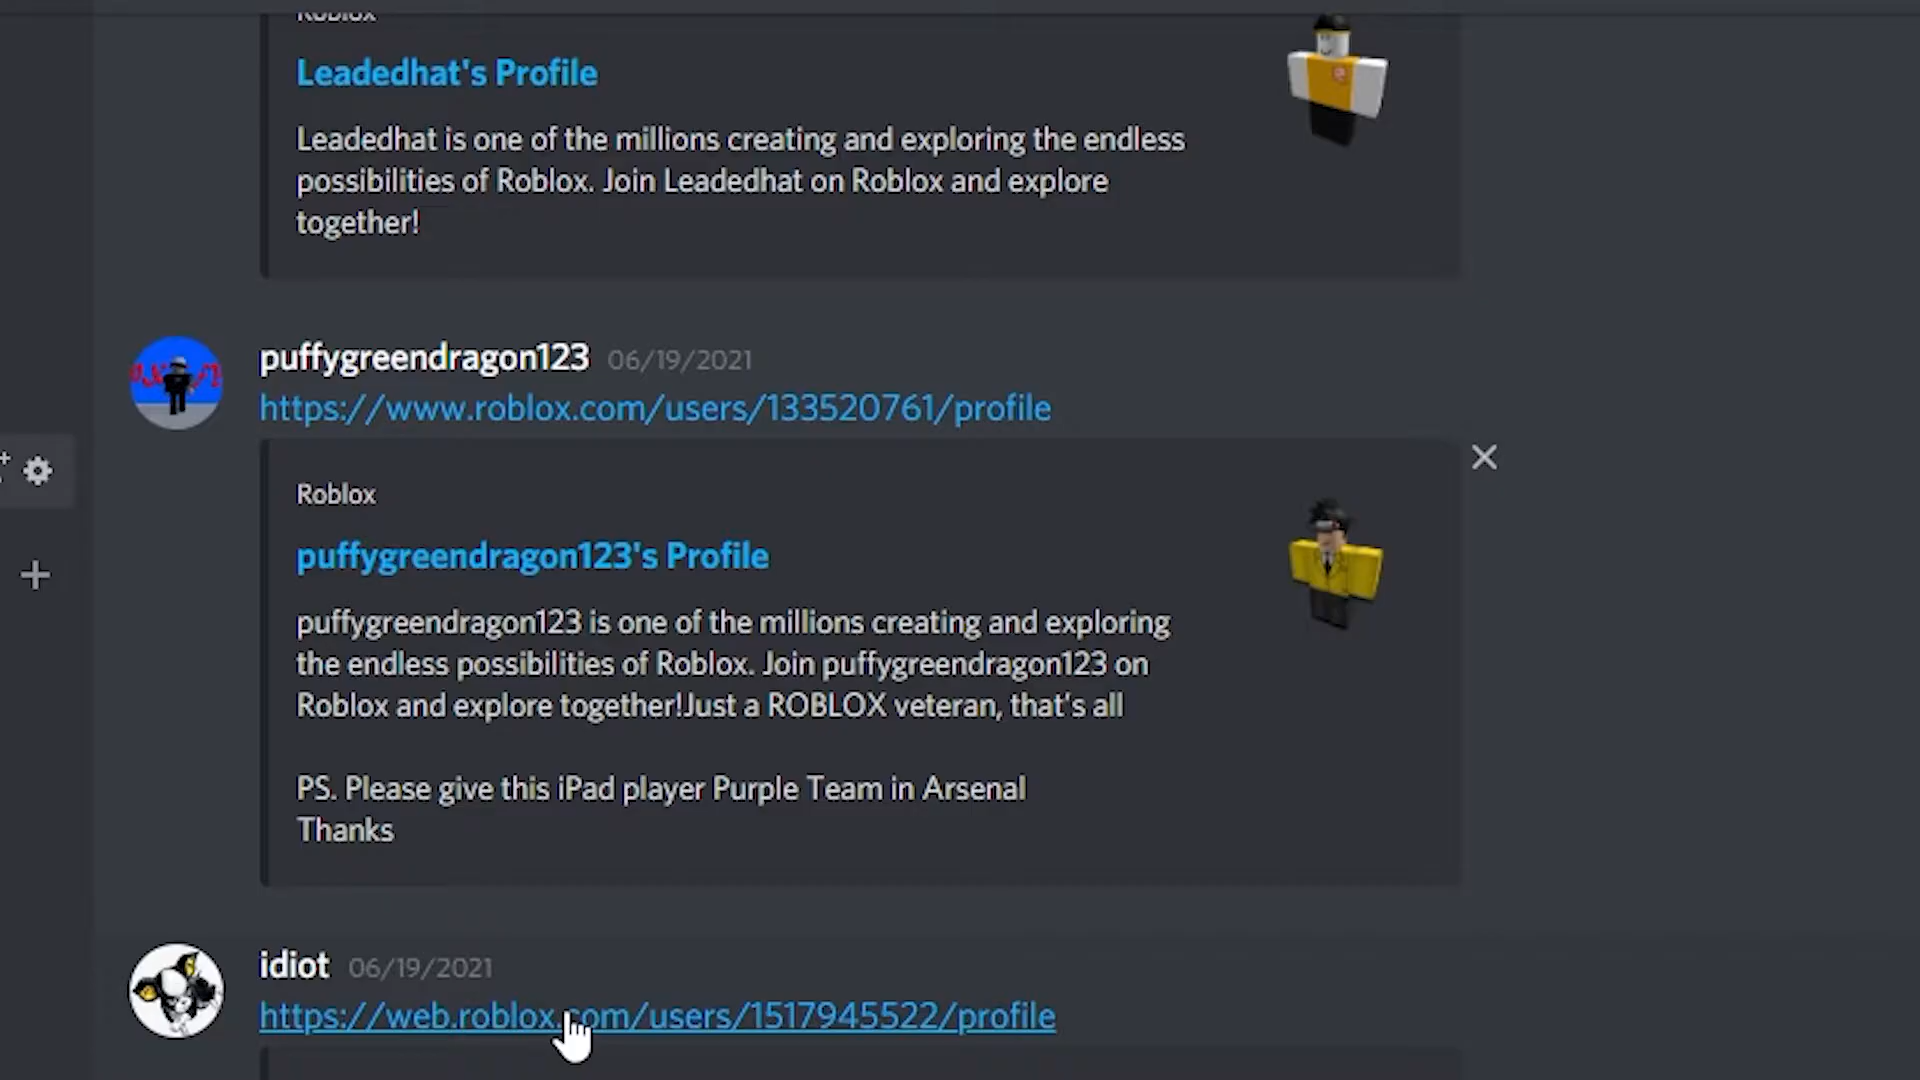 Roblox
Leadedhat's Profile
Leadedhat is one of the millions creating and exploring the endless
possibilities of Roblox. Join Leadedhat on Roblox and explore
together!
puffygreendragon123 06/19/2021
https://www.roblox.com/users/133520761/profile
Roblox
puffygreendragon123's Profile
puffygreendragon123 is one of the millions creating and exploring
the endless possibilities of Roblox. Join puffygreendragon123 on
Roblox and explore together!Just a ROBLOX veteran, that's all
PS. Please give this iPad player Purple Team in Arsenal
Thanks
idiot 06/19/2021
https://web.roblox.com/users/1517945522/profile